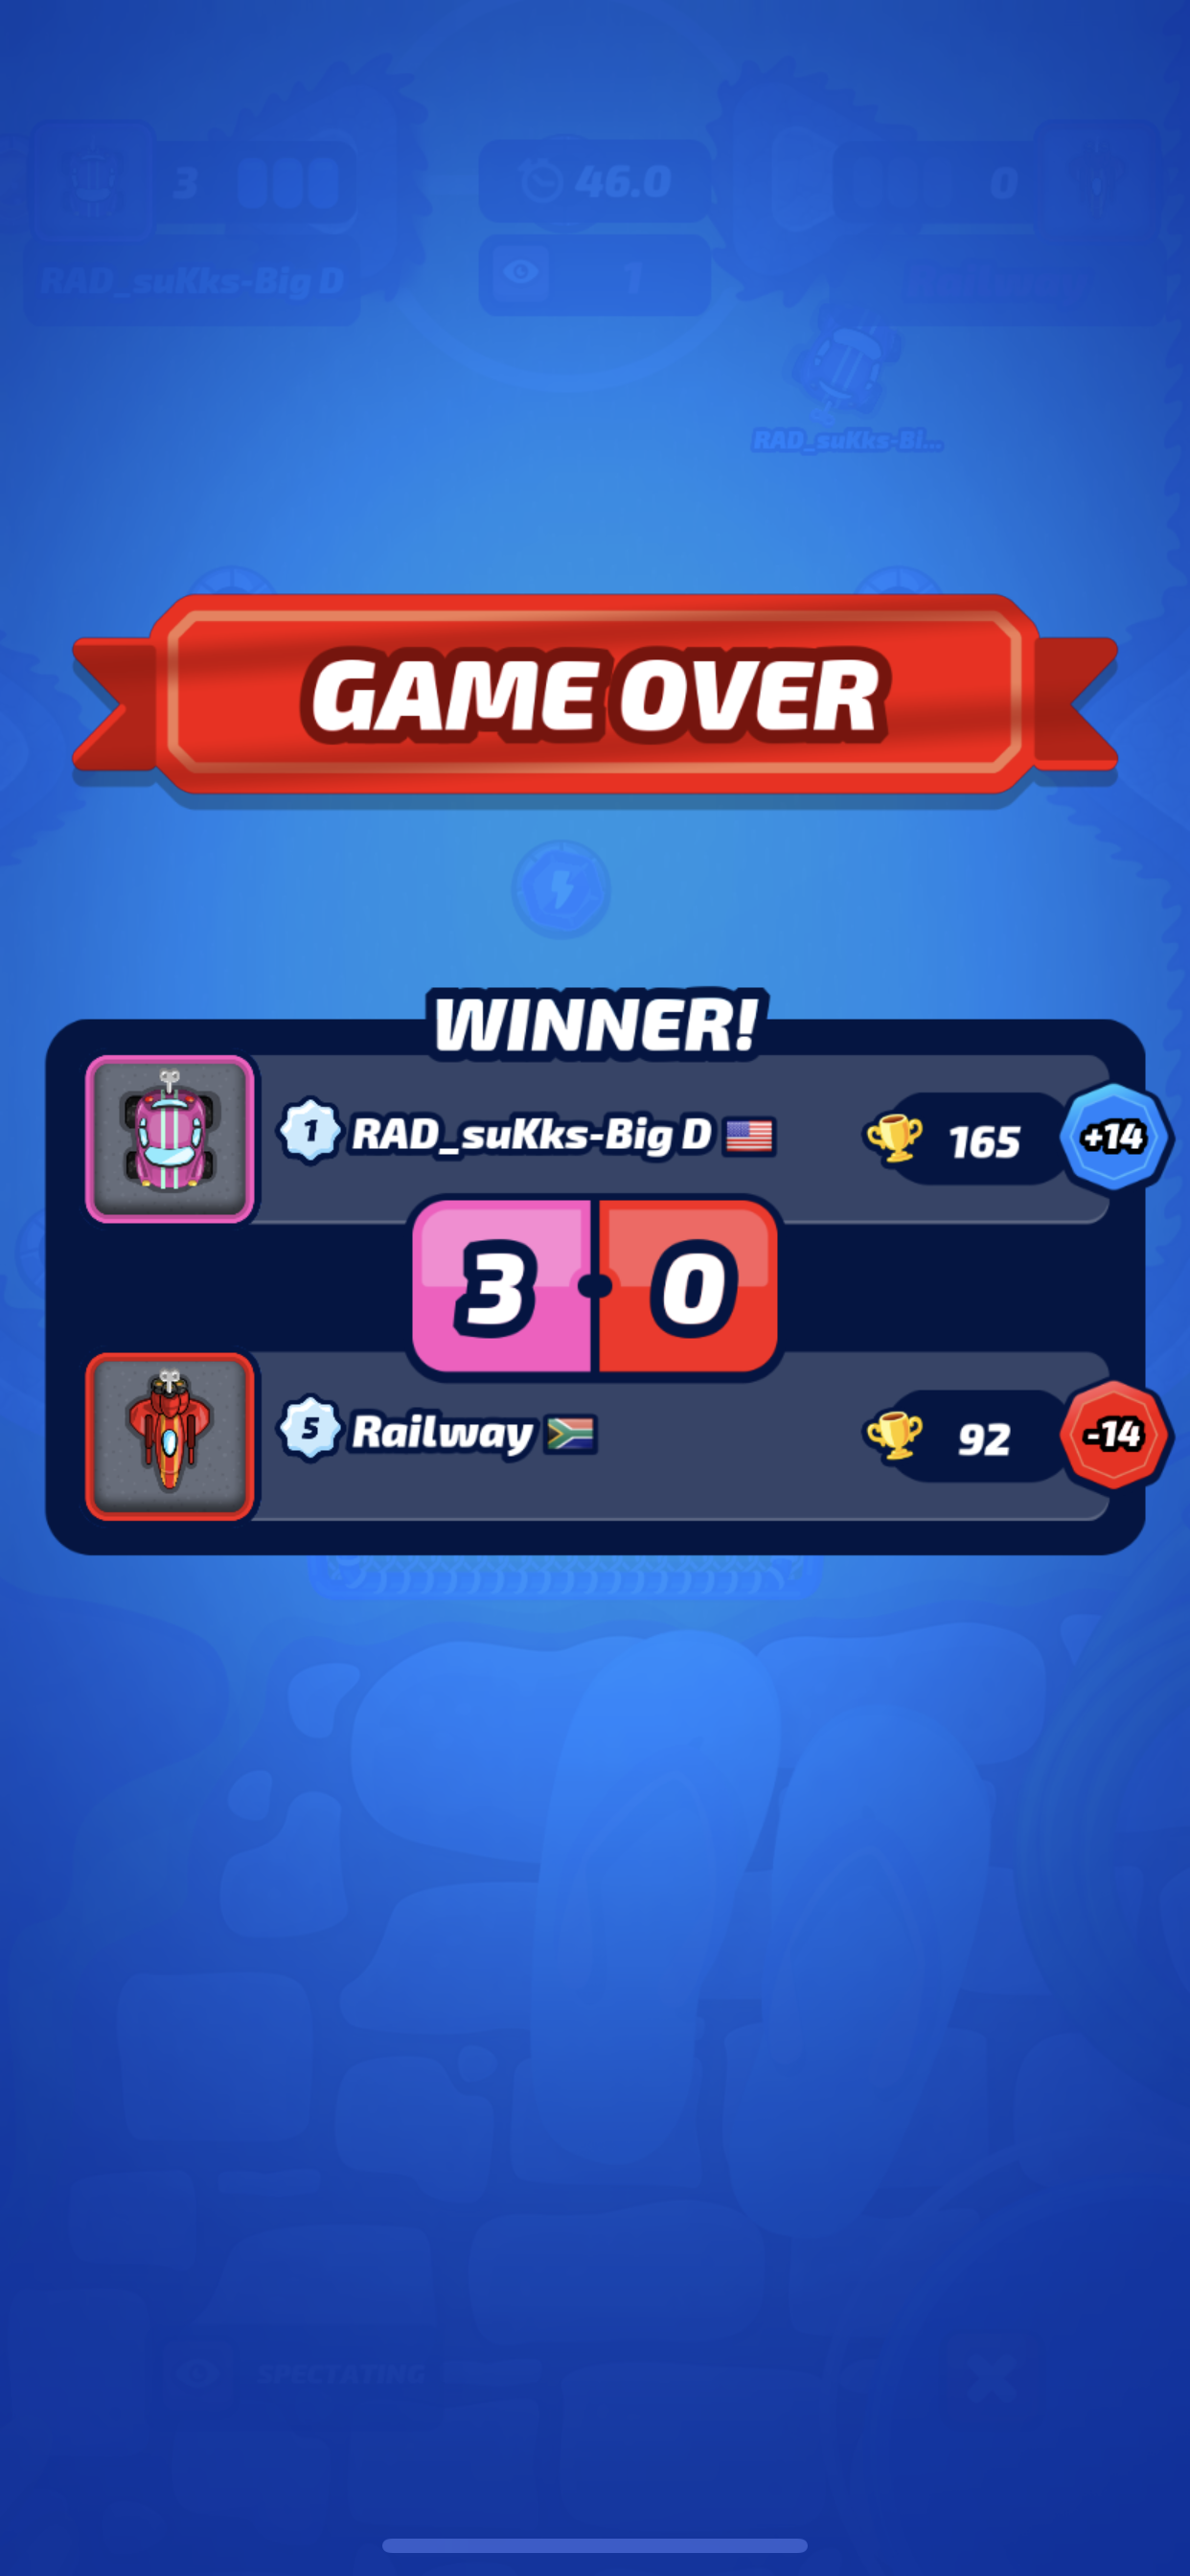 3
46.0
0
RAD_suKks-Big D
1
RAD_suKks-Bi...
GAME OVER
WINNER!
1 RAD_suKks-Big D 165 +14
3 0
5 Railway 92 -14
SPECTATING